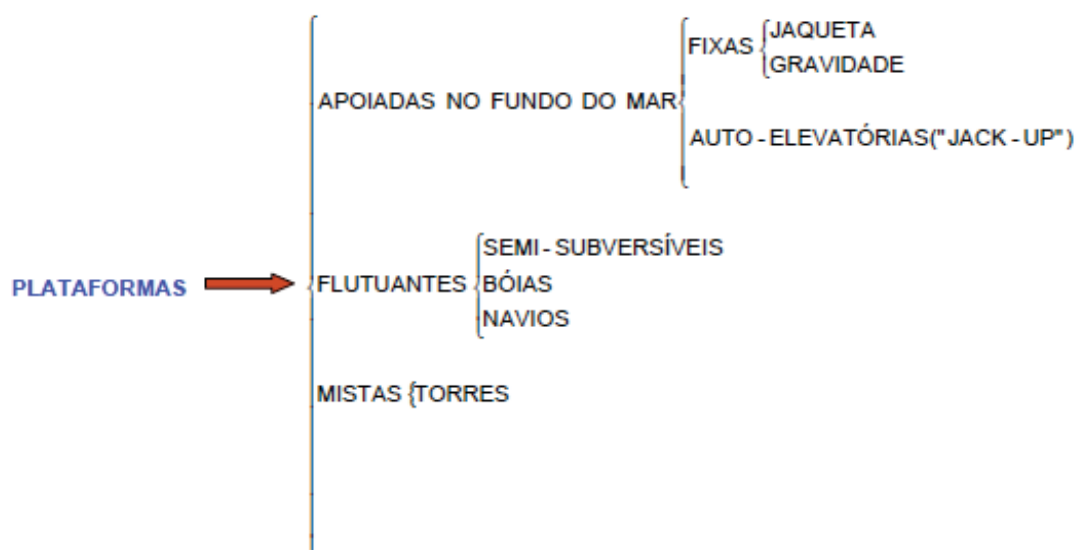 FIXAS
JAQUETA
GRAVIDADE
APOIADAS NO FUNDO DO MAR
AUTO-ELEVATÓRIAS("JACK-UP")
PLATAFORMAS
FLUTUANTES
SEMI-SUBVERSÍVEIS
BÓIAS
NAVIOS
MISTAS {TORRES